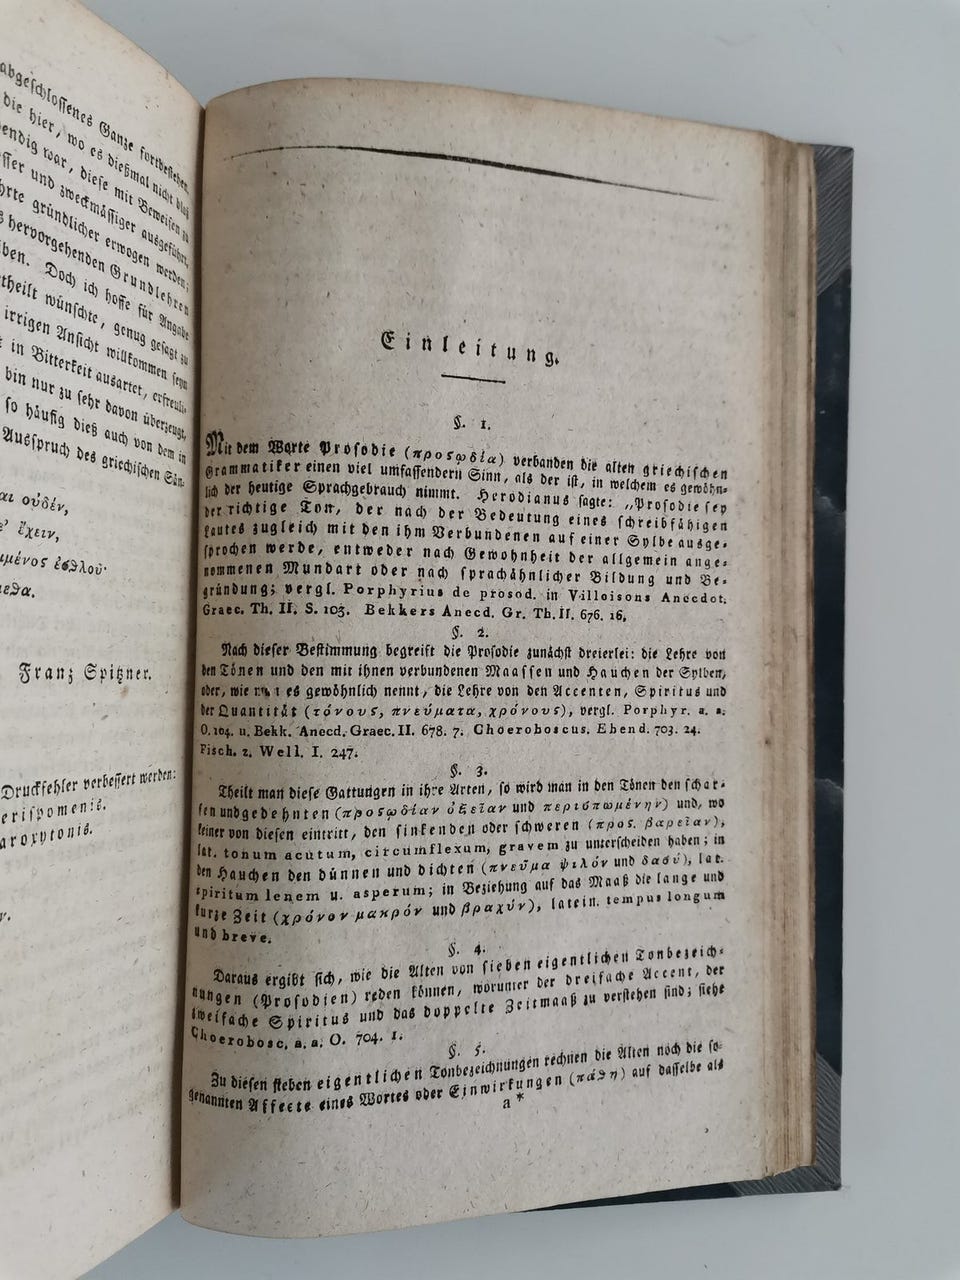 abgeschlossenes Ganze fortbestehen
die hier, wo es dießmal nicht bloß
endig war, diese mit Beweisen zu
sser und zweckmässiger ausgeführt,
hrte gründlicher erwogen werden;
s hervorgehenden Grundlehren
ben. Doch ich hoffe für Angabe
theilt wünschte, genug gesagt zu
irrigen Ansicht willkommen seyn
t in Bitterkeit ausartet, erfreuli-
bin nur zu sehr davon überzeugt,
so häufig dieß auch von dem in
Ausspruch des griechischen Sän-
αι οὐδέν,
ε' ἔχειν,
ιμένος ἐσθλοῦ·
εθα.
Franz Spitzner.
Druckfehler verbessert werden:
erispomenis.
aroxytonis.
Einleitung.
§. 1.
Mit dem Worte Prosodie (προςῳδία) verbanden die alten griechischen
Grammatiker einen viel umfassendern Sinn, als der ist, in welchem es gewöhn-
lich der heutige Sprachgebrauch nimmt. Herodianus sagte: „Prosodie sey
der richtige Ton, der nach der Bedeutung eines schreibfähigen
Lautes zugleich mit den ihm Verbundenen auf einer Sylbe ausge-
sprochen werde, entweder nach Gewohnheit der allgemein ange-
nommenen Mundart oder nach sprachähnlicher Bildung und Be-
gründung; vergl. Porphyrius de prosod. in Villoisons Anecdot.
Graec. Th. II. S. 103. Bekkers Anecd. Gr. Th. II. 676. 16.
§. 2.
Nach dieser Bestimmung begreift die Prosodie zunächst dreierlei: die Lehre von
den Tönen und den mit ihnen verbundenen Maassen und Hauchen der Sylben,
oder, wie es gewöhnlich nennt, die Lehre von den Accenten, Spiritus und
der Quantität (τόνους, πνεύματα, χρόνους), vergl. Porphyr. a. a.
O. 104. u. Bekk. Anecd. Graec. II. 678. 7. Choeroboscus. Ebend. 703. 24.
Fisch. z. Well. I. 247.
§. 3.
Theilt man diese Gattungen in ihre Arten, so wird man in den Tönen den schar-
fen und gedehnten (προςῳδίαν ὀξεῖαν und περισπωμένην) und, wo
keiner von diesen eintritt, den sinkenden oder schweren (προς. βαρεῖαν),
lat. tonum acutum, circumflexum, gravem zu unterscheiden haben; in
den Hauchen den dünnen und dichten (πνεῦμα ψιλόν und δασύ), lat.
spiritum lenem u. asperum; in Beziehung auf das Maaß die lange und
kurze Zeit (χρόνον μακρόν und βραχύν), latein. tempus longum
und breve.
§. 4.
Daraus ergibt sich, wie die Alten von sieben eigentlichen Tonbezeich-
nungen (Prosodien) reden können, worunter der dreifache Accent, der
zweifache Spiritus und das doppelte Zeitmaaß zu verstehen sind; siehe
Choerobosc. a. a. O. 704. 1.
§. 5.
Zu diesen sieben eigentlichen Tonbezeichnungen rechnen die Alten noch die so-
genannten Affecte eines Wortes oder Einwirkungen (πάθη) auf dasselbe als
a*